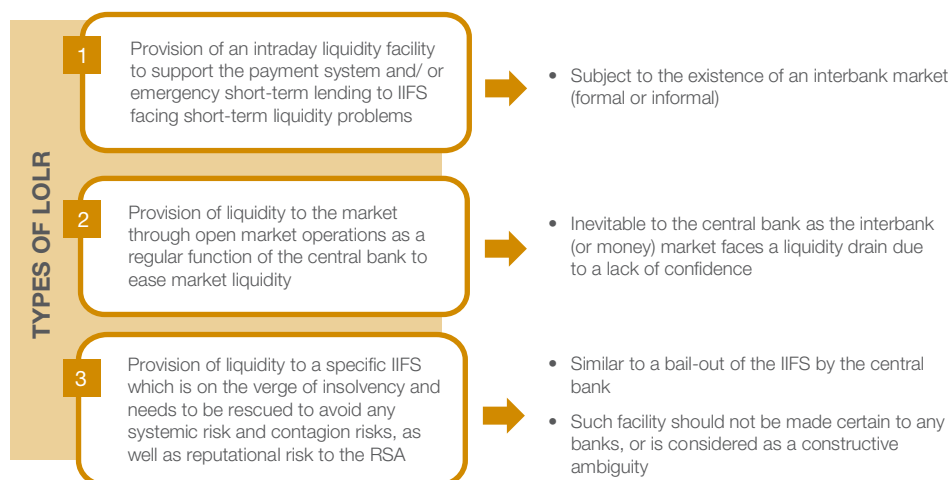 TYPES OF LOLR
1
Provision of an intraday liquidity facility
to support the payment system and/ or
emergency short-term lending to IIFS
facing short-term liquidity problems
• Subject to the existence of an interbank market
(formal or informal)
2
Provision of liquidity to the market
through open market operations as a
regular function of the central bank to
ease market liquidity
• Inevitable to the central bank as the interbank
(or money) market faces a liquidity drain due
to a lack of confidence
3
Provision of liquidity to a specific IIFS
which is on the verge of insolvency and
needs to be rescued to avoid any
systemic risk and contagion risks, as
well as reputational risk to the RSA
• Similar to a bail-out of the IIFS by the central
bank
• Such facility should not be made certain to any
banks, or is considered as a constructive
ambiguity